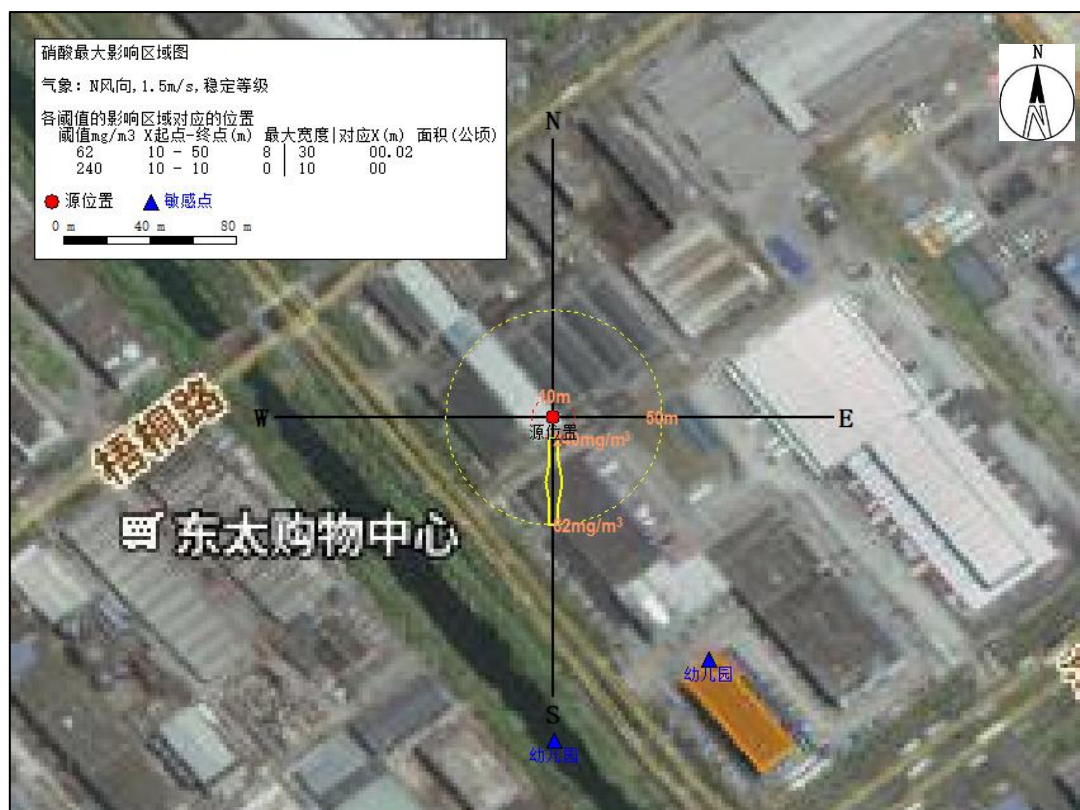 硝酸最大影响区域图
气象：N风向,1.5m/s,稳定等级
各阈值的影响区域对应的位置
阈值mg/m3 X起点-终点(m) 最大宽度|对应X(m) 面积(公顷)
62 10 - 50 8 | 30 00.02
240 10 - 10 0 | 10 00
源位置 敏感点
0 m 40 m 80 m
N
N
10m
W
50m
E
源位置
240mg/m³
梧桐路
62mg/m³
东太购物中心
幼儿园
S
幼儿园